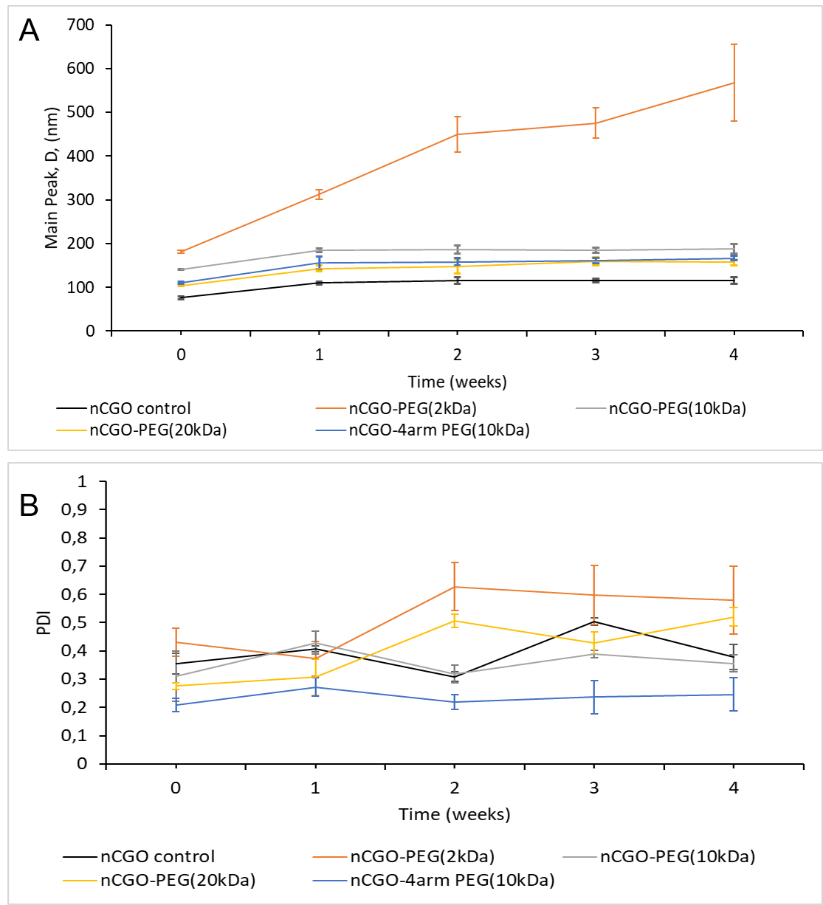 A
700
600
500
400
300
200
100
0
Main Peak, D, (nm)
0 1 2 3 4
Time (weeks)
nCGO control nCGO-PEG(2kDa) nCGO-PEG(10kDa)
nCGO-PEG(20kDa) nCGO-4arm PEG(10kDa)
B
1
0,9
0,8
0,7
0,6
0,5
0,4
0,3
0,2
0,1
0
PDI
0 1 2 3 4
Time (weeks)
nCGO control nCGO-PEG(2kDa) nCGO-PEG(10kDa)
nCGO-PEG(20kDa) nCGO-4arm PEG(10kDa)